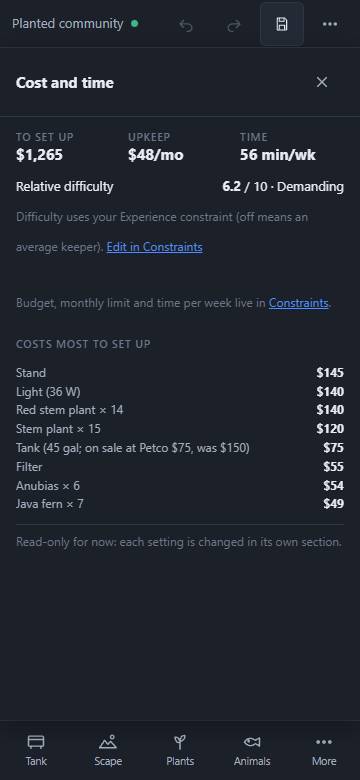 Planted community
Cost and time
TO SET UP
UPKEEP
TIME
$1,265
$48/mo
56 min/wk
Relative difficulty
6.2 / 10 · Demanding
Difficulty uses your Experience constraint (off means an
average keeper). Edit in Constraints
Budget, monthly limit and time per week live in Constraints.
COSTS MOST TO SET UP
Stand $145
Light (36 W) $140
Red stem plant × 14 $140
Stem plant × 15 $120
Tank (45 gal; on sale at Petco $75, was $150) $75
Filter $55
Anubias × 6 $54
Java fern × 7 $49
Read-only for now: each setting is changed in its own section.
Tank
Scape
Plants
Animals
More